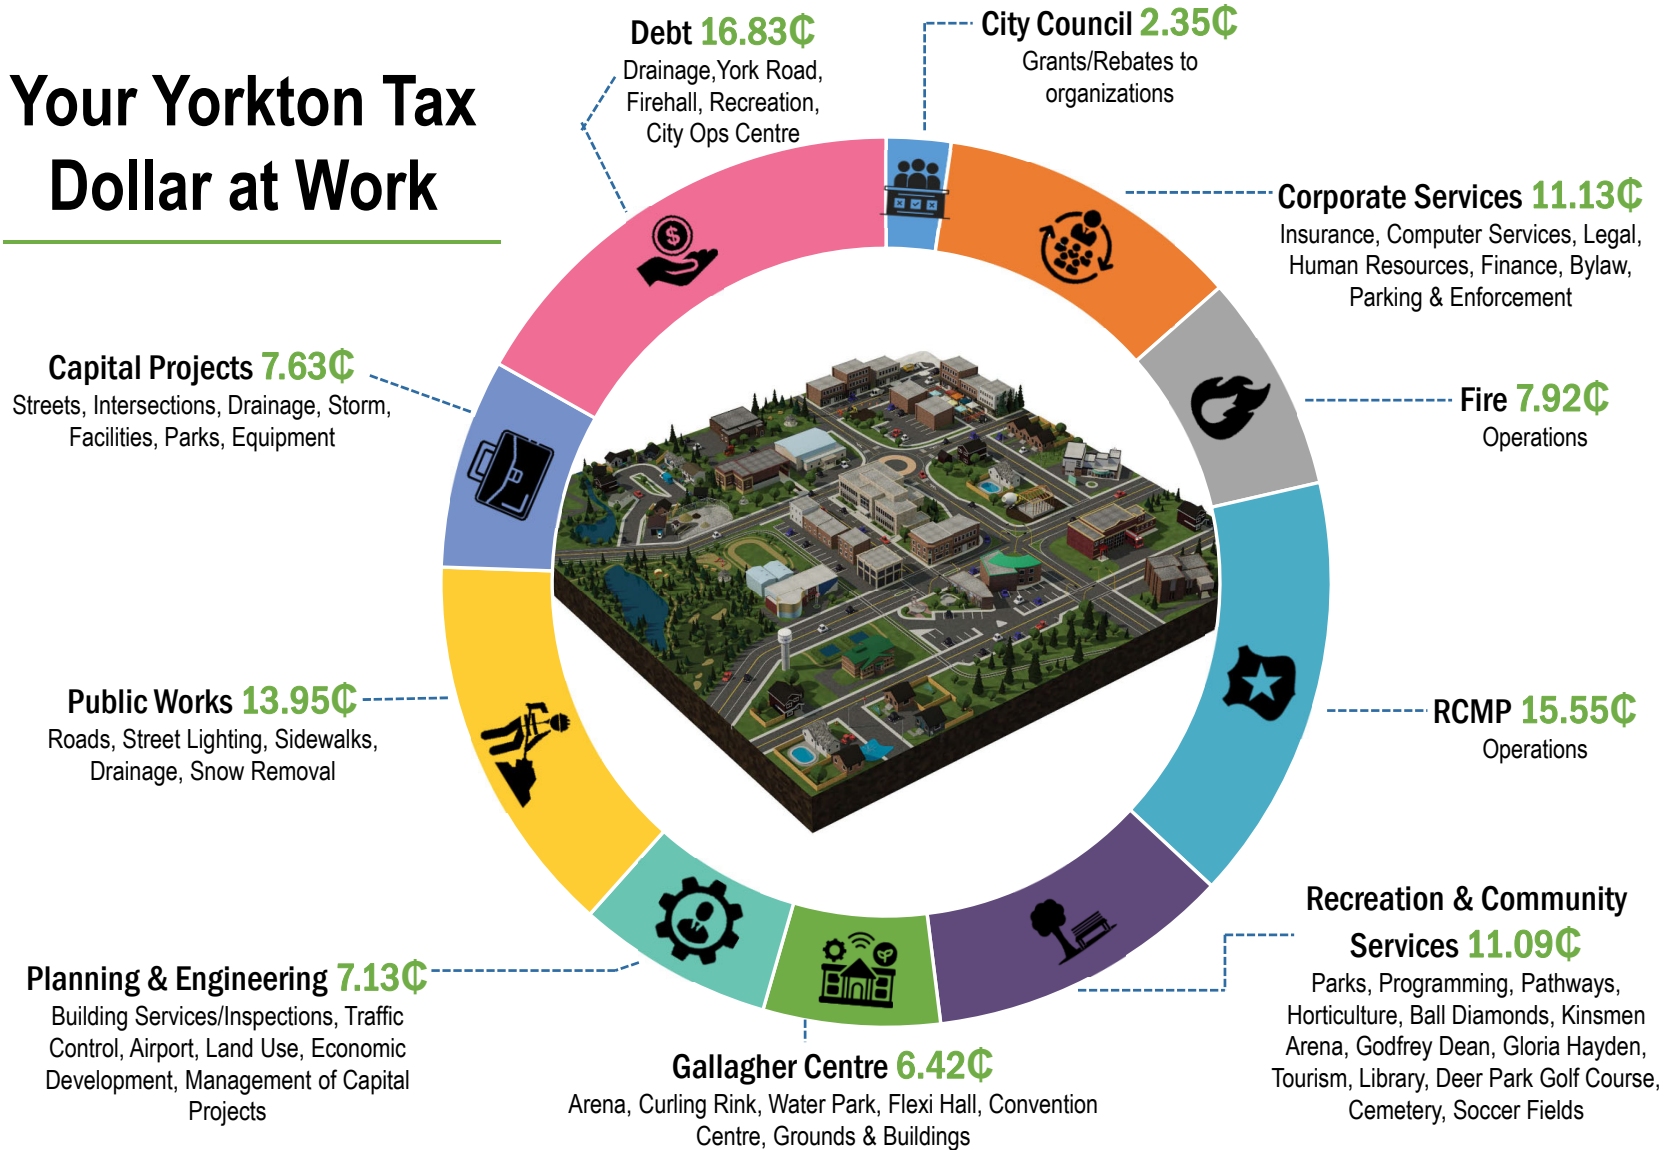 Your Yorkton Tax
Dollar at Work
Debt 16.83₵
Drainage,York Road,
Firehall, Recreation,
City Ops Centre
City Council 2.35₵
Grants/Rebates to
organizations
Corporate Services 11.13₵
Insurance, Computer Services, Legal,
Human Resources, Finance, Bylaw,
Parking & Enforcement
Fire 7.92₵
Operations
RCMP 15.55₵
Operations
Recreation & Community
Services 11.09₵
Parks, Programming, Pathways,
Horticulture, Ball Diamonds, Kinsmen
Arena, Godfrey Dean, Gloria Hayden,
Tourism, Library, Deer Park Golf Course,
Cemetery, Soccer Fields
Gallagher Centre 6.42₵
Arena, Curling Rink, Water Park, Flexi Hall, Convention
Centre, Grounds & Buildings
Planning & Engineering 7.13₵
Building Services/Inspections, Traffic
Control, Airport, Land Use, Economic
Development, Management of Capital
Projects
Public Works 13.95₵
Roads, Street Lighting, Sidewalks,
Drainage, Snow Removal
Capital Projects 7.63₵
Streets, Intersections, Drainage, Storm,
Facilities, Parks, Equipment
$